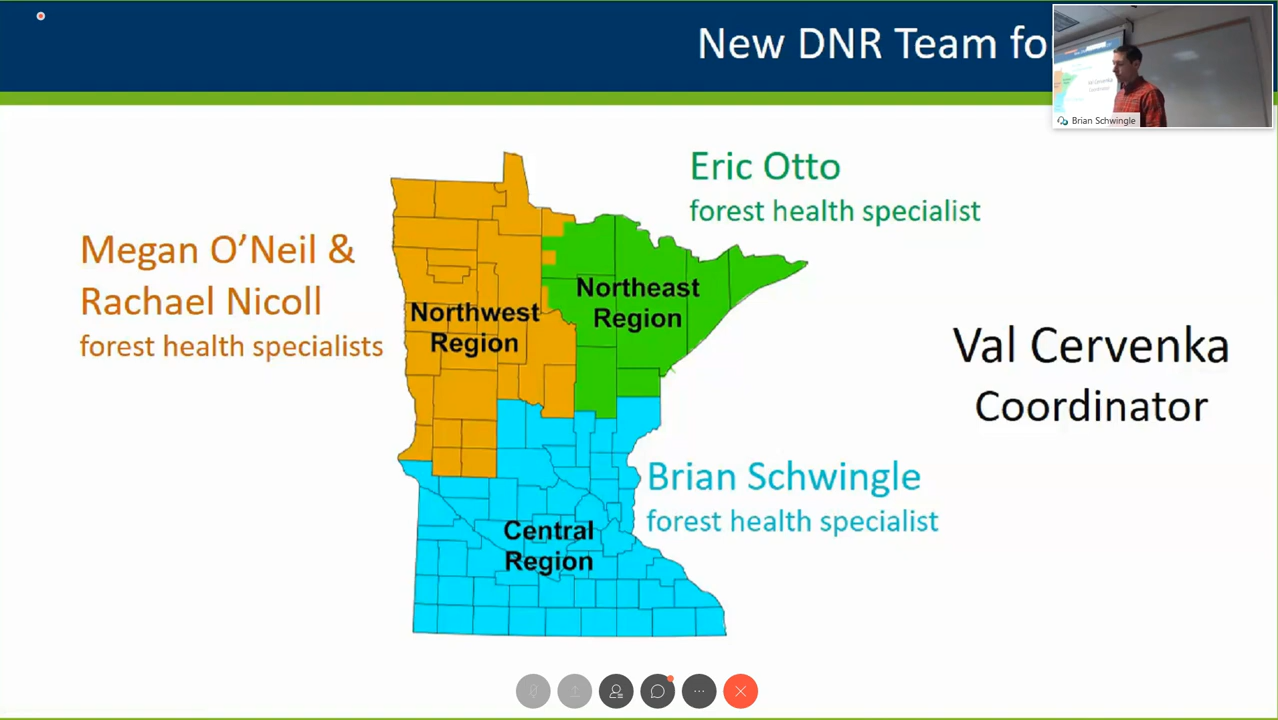 New DNR Team fo
Brian Schwingle
Eric Otto
forest health specialist
Megan O’Neil &
Rachael Nicoll
forest health specialists
Northwest
Region
Northeast
Region
Val Cervenka
Coordinator
Brian Schwingle
forest health specialist
Central
Region